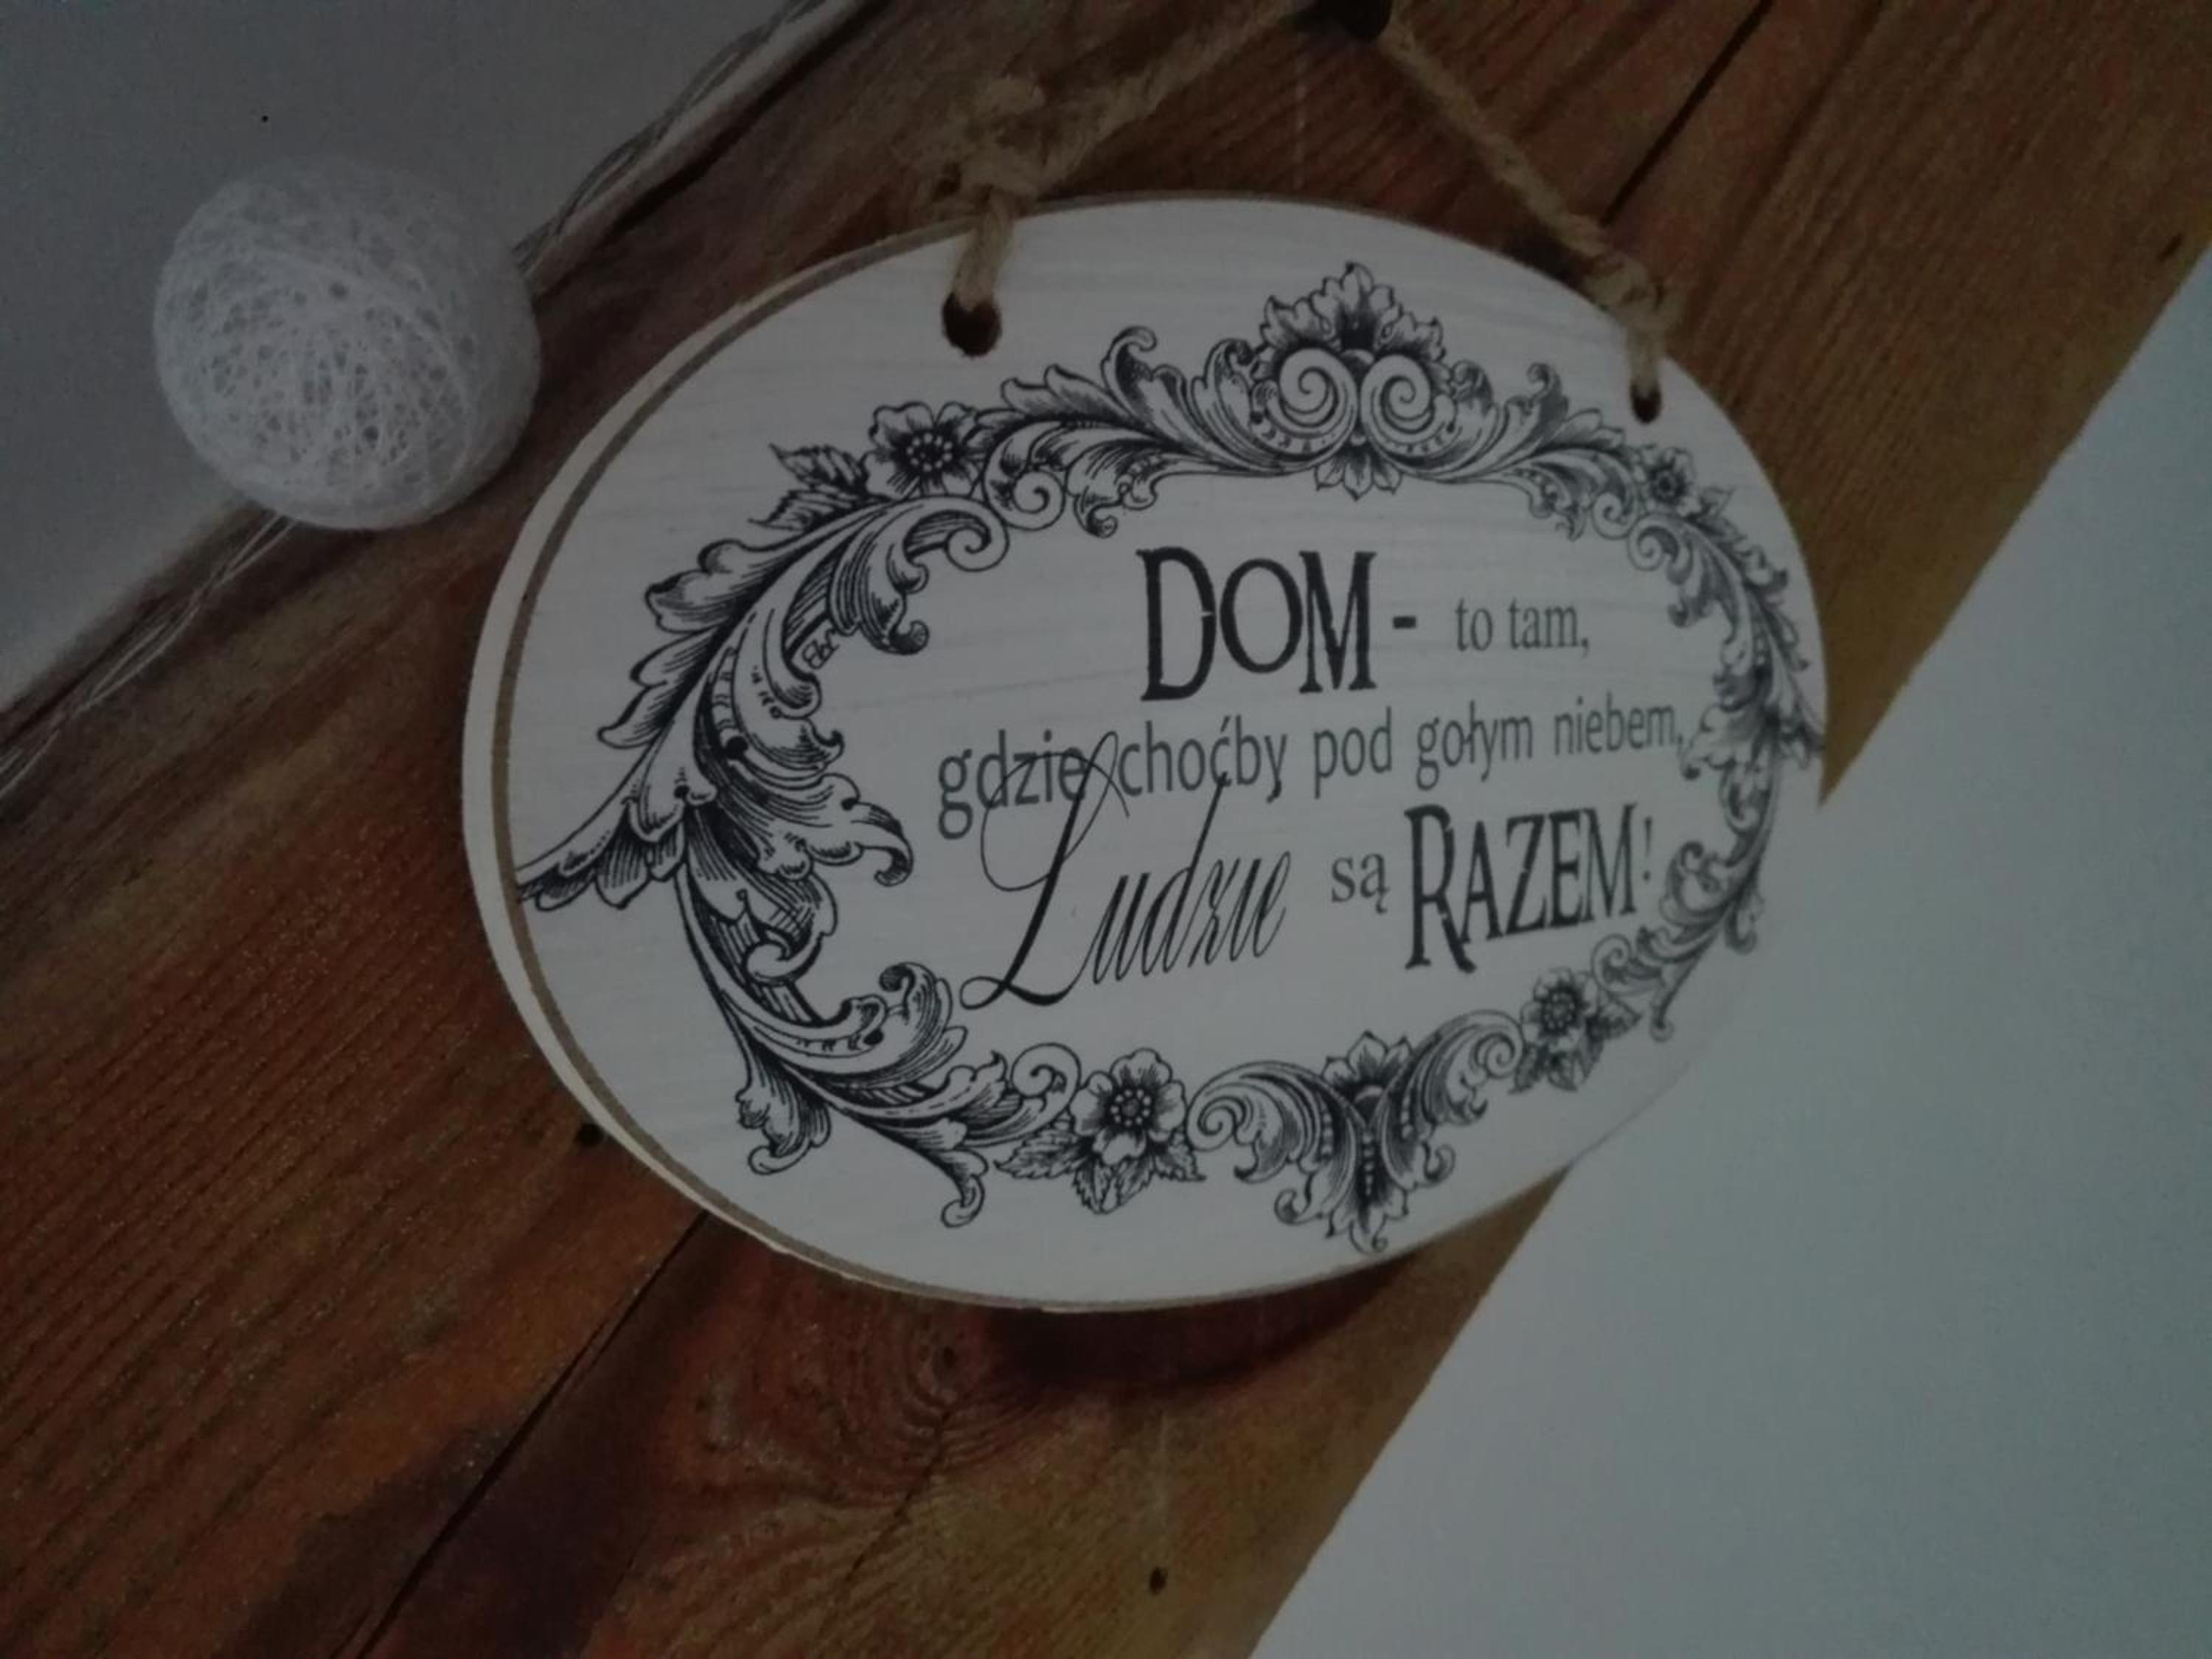 DOM - to tam,
gdzie choćby pod gołym niebem,
Ludzie są RAZEM!